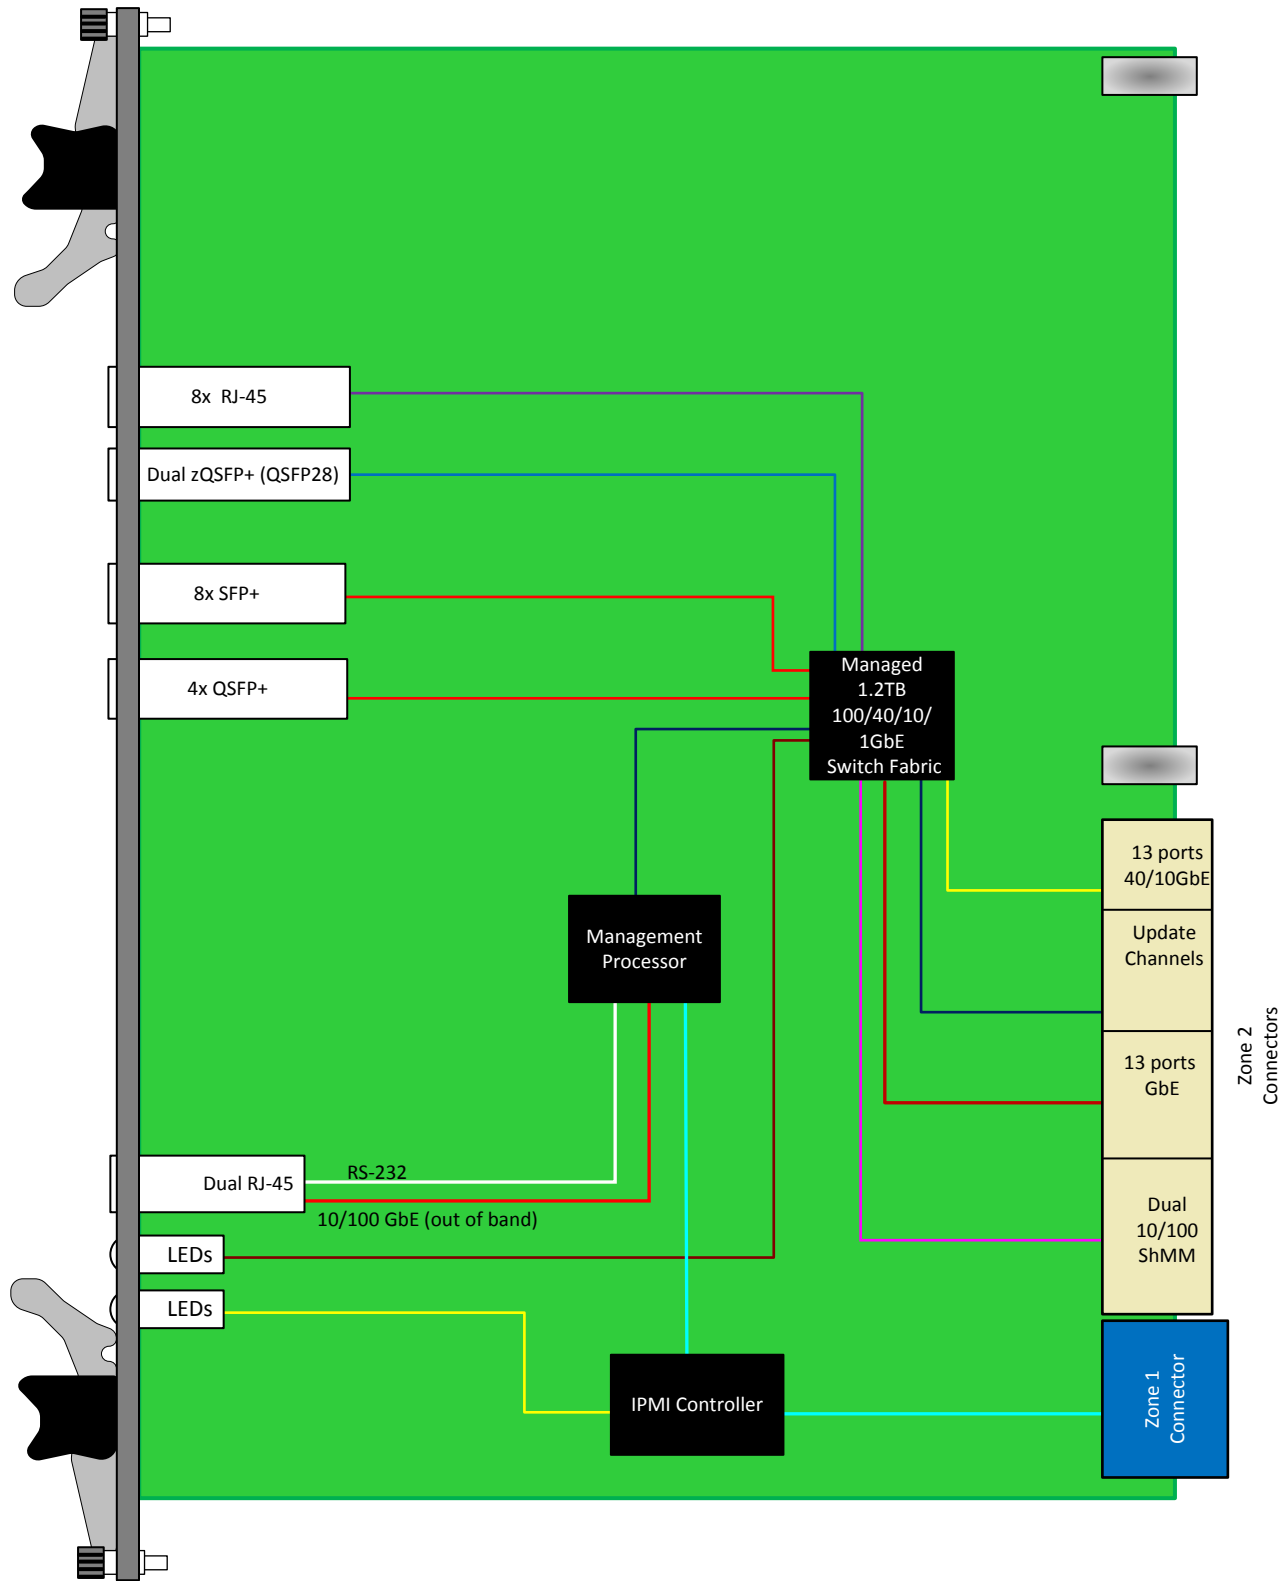 8x  RJ-45
Dual zQSFP+ (QSFP28)
8x SFP+
4x QSFP+
Managed
1.2TB
100/40/10/
1GbE
Switch Fabric
13 ports
40/10GbE
Update
Channels
13 ports
GbE
Dual
10/100
ShMM
Zone 2
Connectors
Management
Processor
Dual RJ-45
RS-232
10/100 GbE (out of band)
LEDs
LEDs
IPMI Controller
Zone 1
Connector